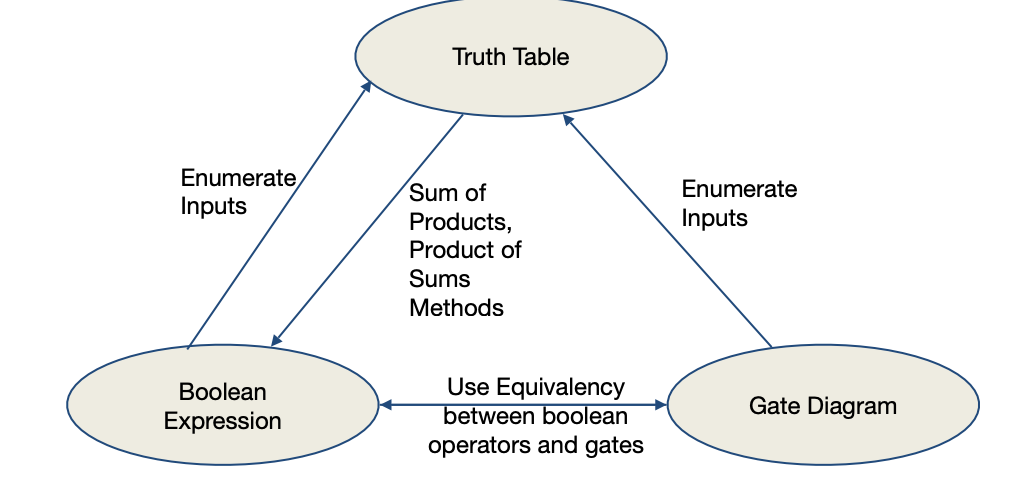 Truth Table
Enumerate
Inputs
Sum of
Products,
Product of
Sums
Methods
Enumerate
Inputs
Boolean
Expression
Use Equivalency
between boolean
operators and gates
Gate Diagram